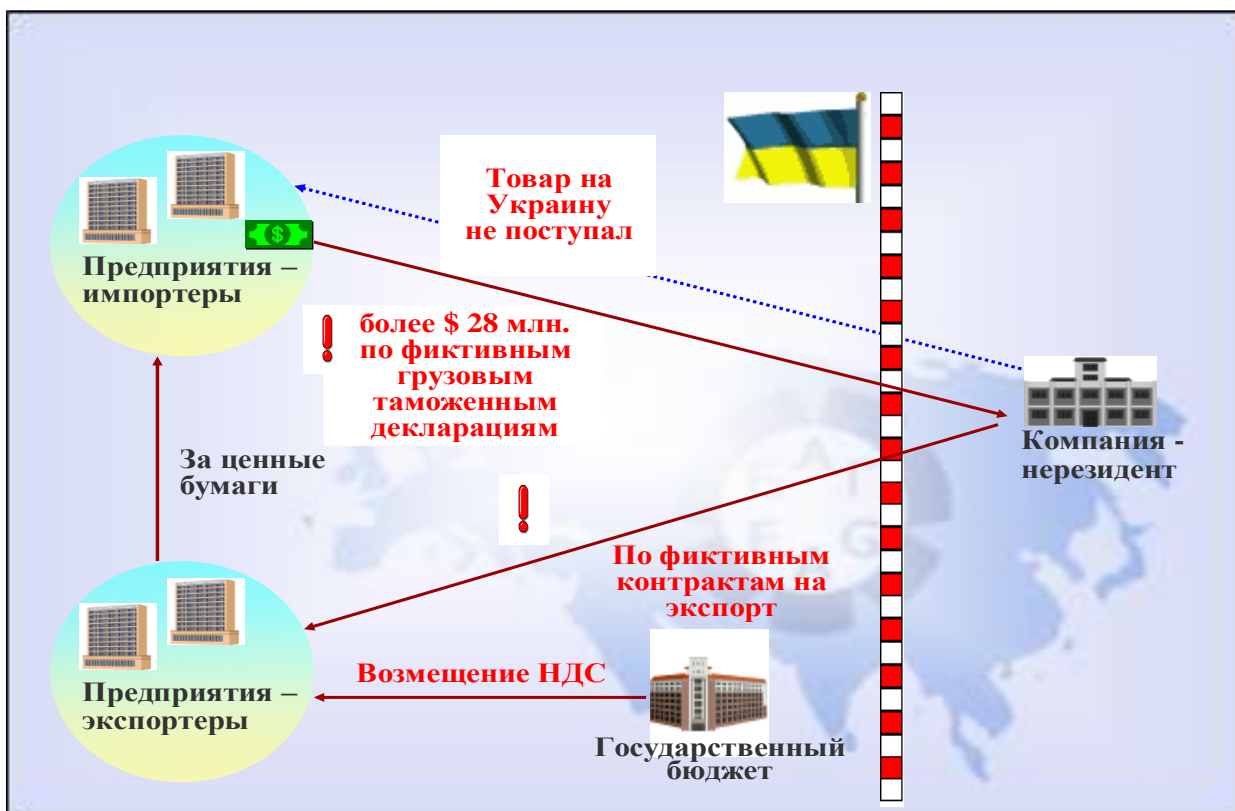 Товар на
Украину
не поступал
Предприятия –
импортеры
более $ 28 млн.
по фиктивным
грузовым
таможенным
декларациям
Компания -
нерезидент
За ценные
бумаги
По фиктивным
контрактам на
экспорт
Возмещение НДС
Предприятия –
экспортеры
Государственный
бюджет